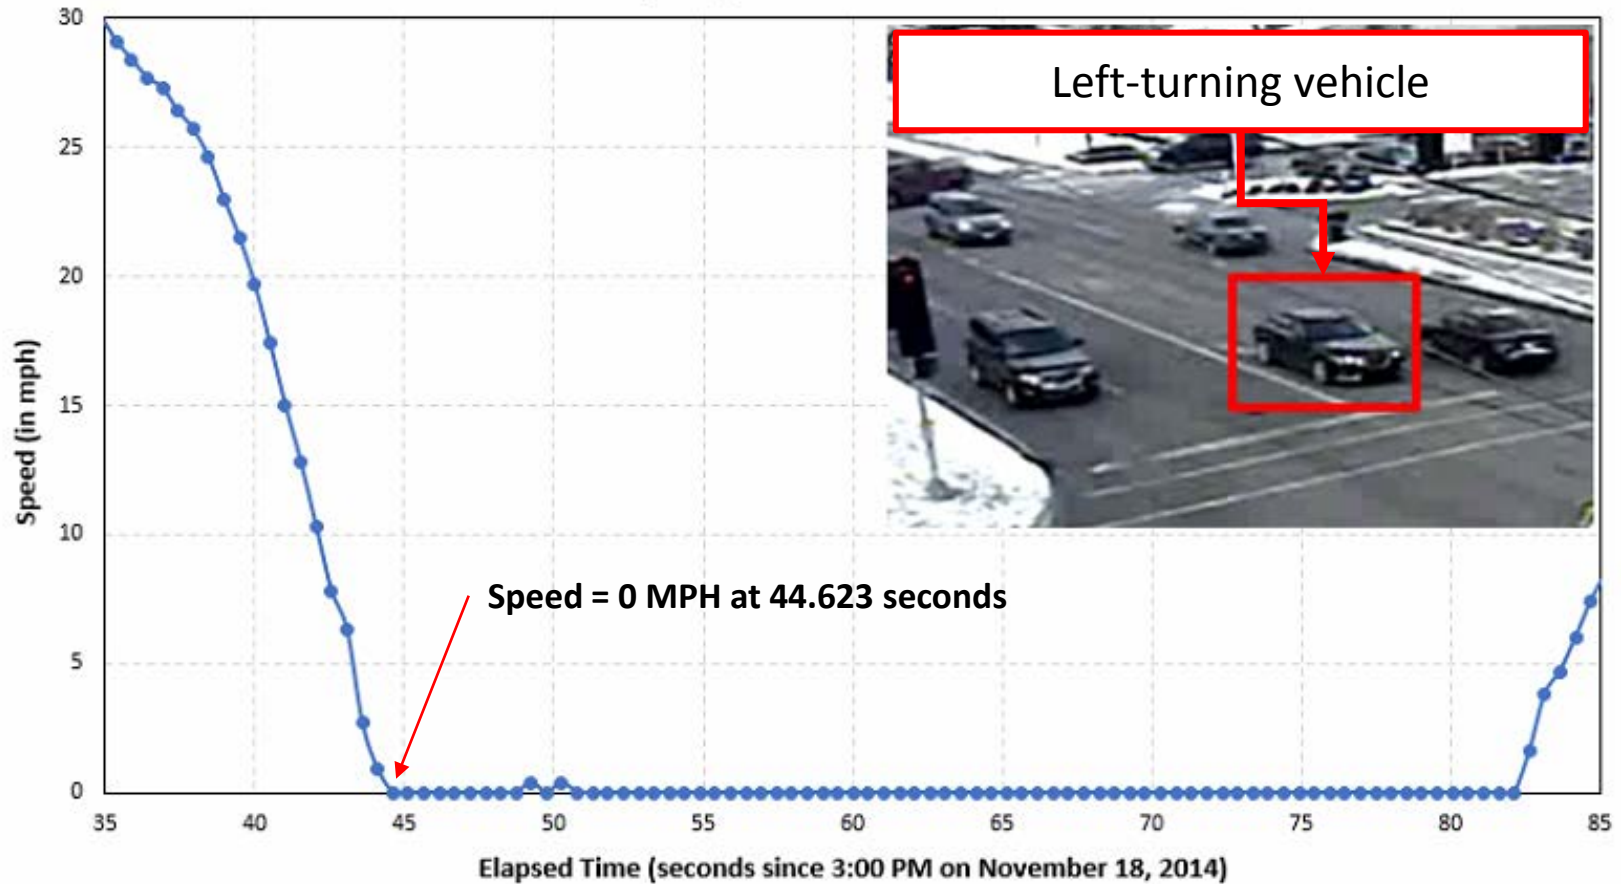 30
25
20
15
10
5
0
Speed (in mph)
Left-turning vehicle
Speed = 0 MPH at 44.623 seconds
35 40 45 50 55 60 65 70 75 80 85
Elapsed Time (seconds since 3:00 PM on November 18, 2014)